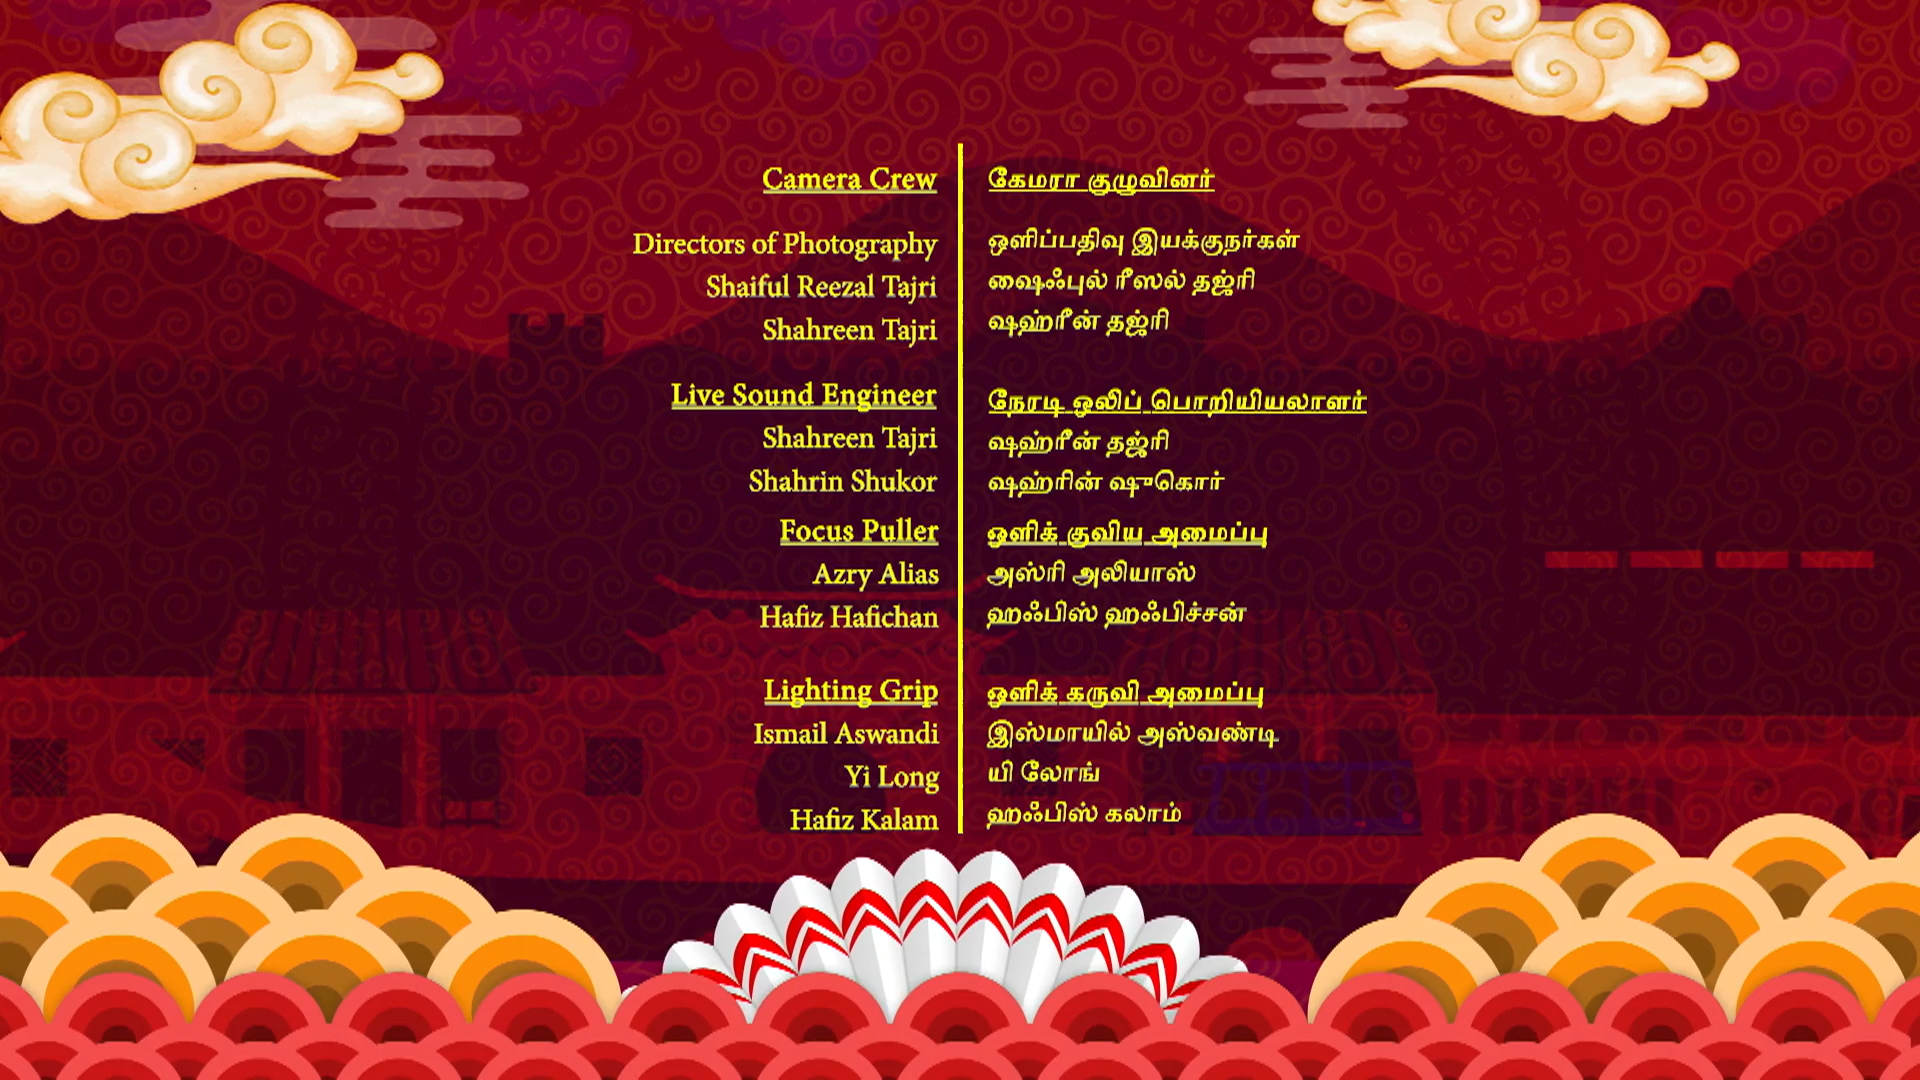 Camera Crew
Directors of Photography
Shaiful Reezal Tajri
Shahreen Tajri
Live Sound Engineer
Shahreen Tajri
Shahrin Shukor
Focus Puller
Azry Alias
Hafiz Hafichan
Lighting Grip
Ismail Aswandi
Yi Long
Hafiz Kalam
கேமரா குழுவினர்
ஒளிப்பதிவு இயக்குநர்கள்
ஷைஃபுல் ரீஸல் தஜ்ரி
ஷஹ்ரீன் தஜ்ரி
நேரடி ஒலிப் பொறியியலாளர்
ஷஹ்ரீன் தஜ்ரி
ஷஹ்ரின் ஷுகொர்
ஒளிக் குவிய அமைப்பு
அஸ்ரி அலியாஸ்
ஹஃபிஸ் ஹஃபிச்சன்
ஒளிக் கருவி அமைப்பு
இஸ்மாயில் அஸ்வண்டி
யி லோங்
ஹஃபிஸ் கலாம்